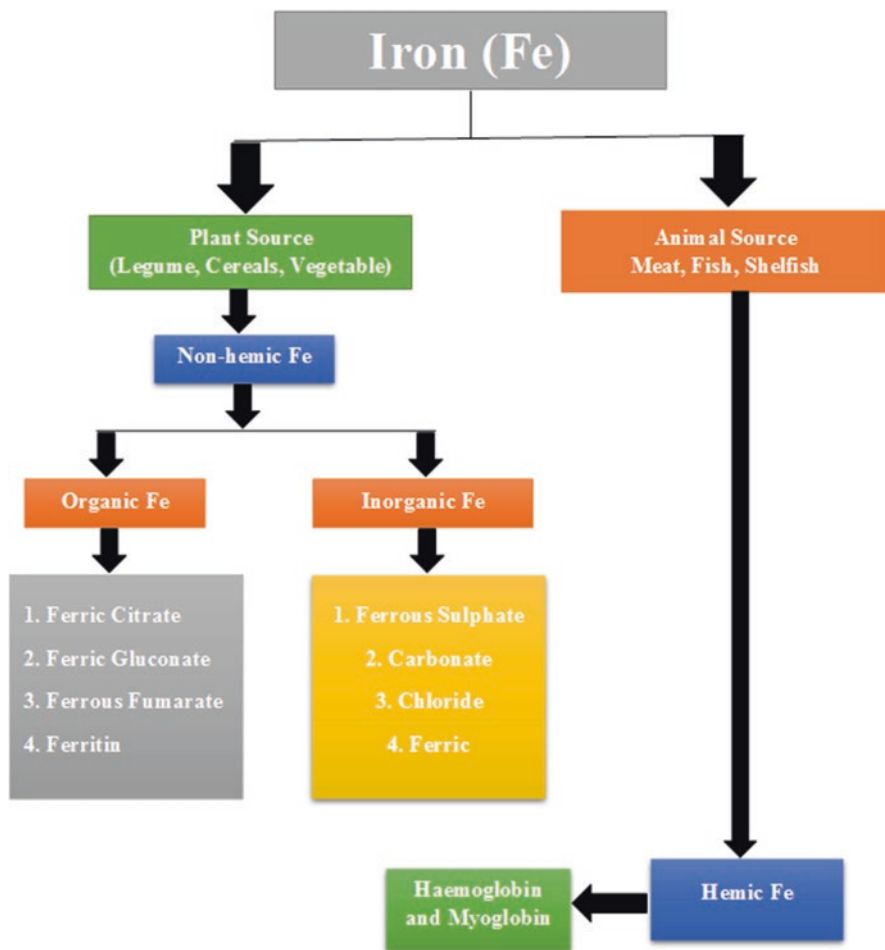 Iron (Fe)
Plant Source
(Legume, Cereals, Vegetable)
Animal Source
Meat, Fish, Shelfish
Non-hemic Fe
Organic Fe
Inorganic Fe
1. Ferric Citrate
2. Ferric Gluconate
3. Ferrous Fumarate
4. Ferritin
1. Ferrous Sulphate
2. Carbonate
3. Chloride
4. Ferric
Haemoglobin
and Myoglobin
Hemic Fe